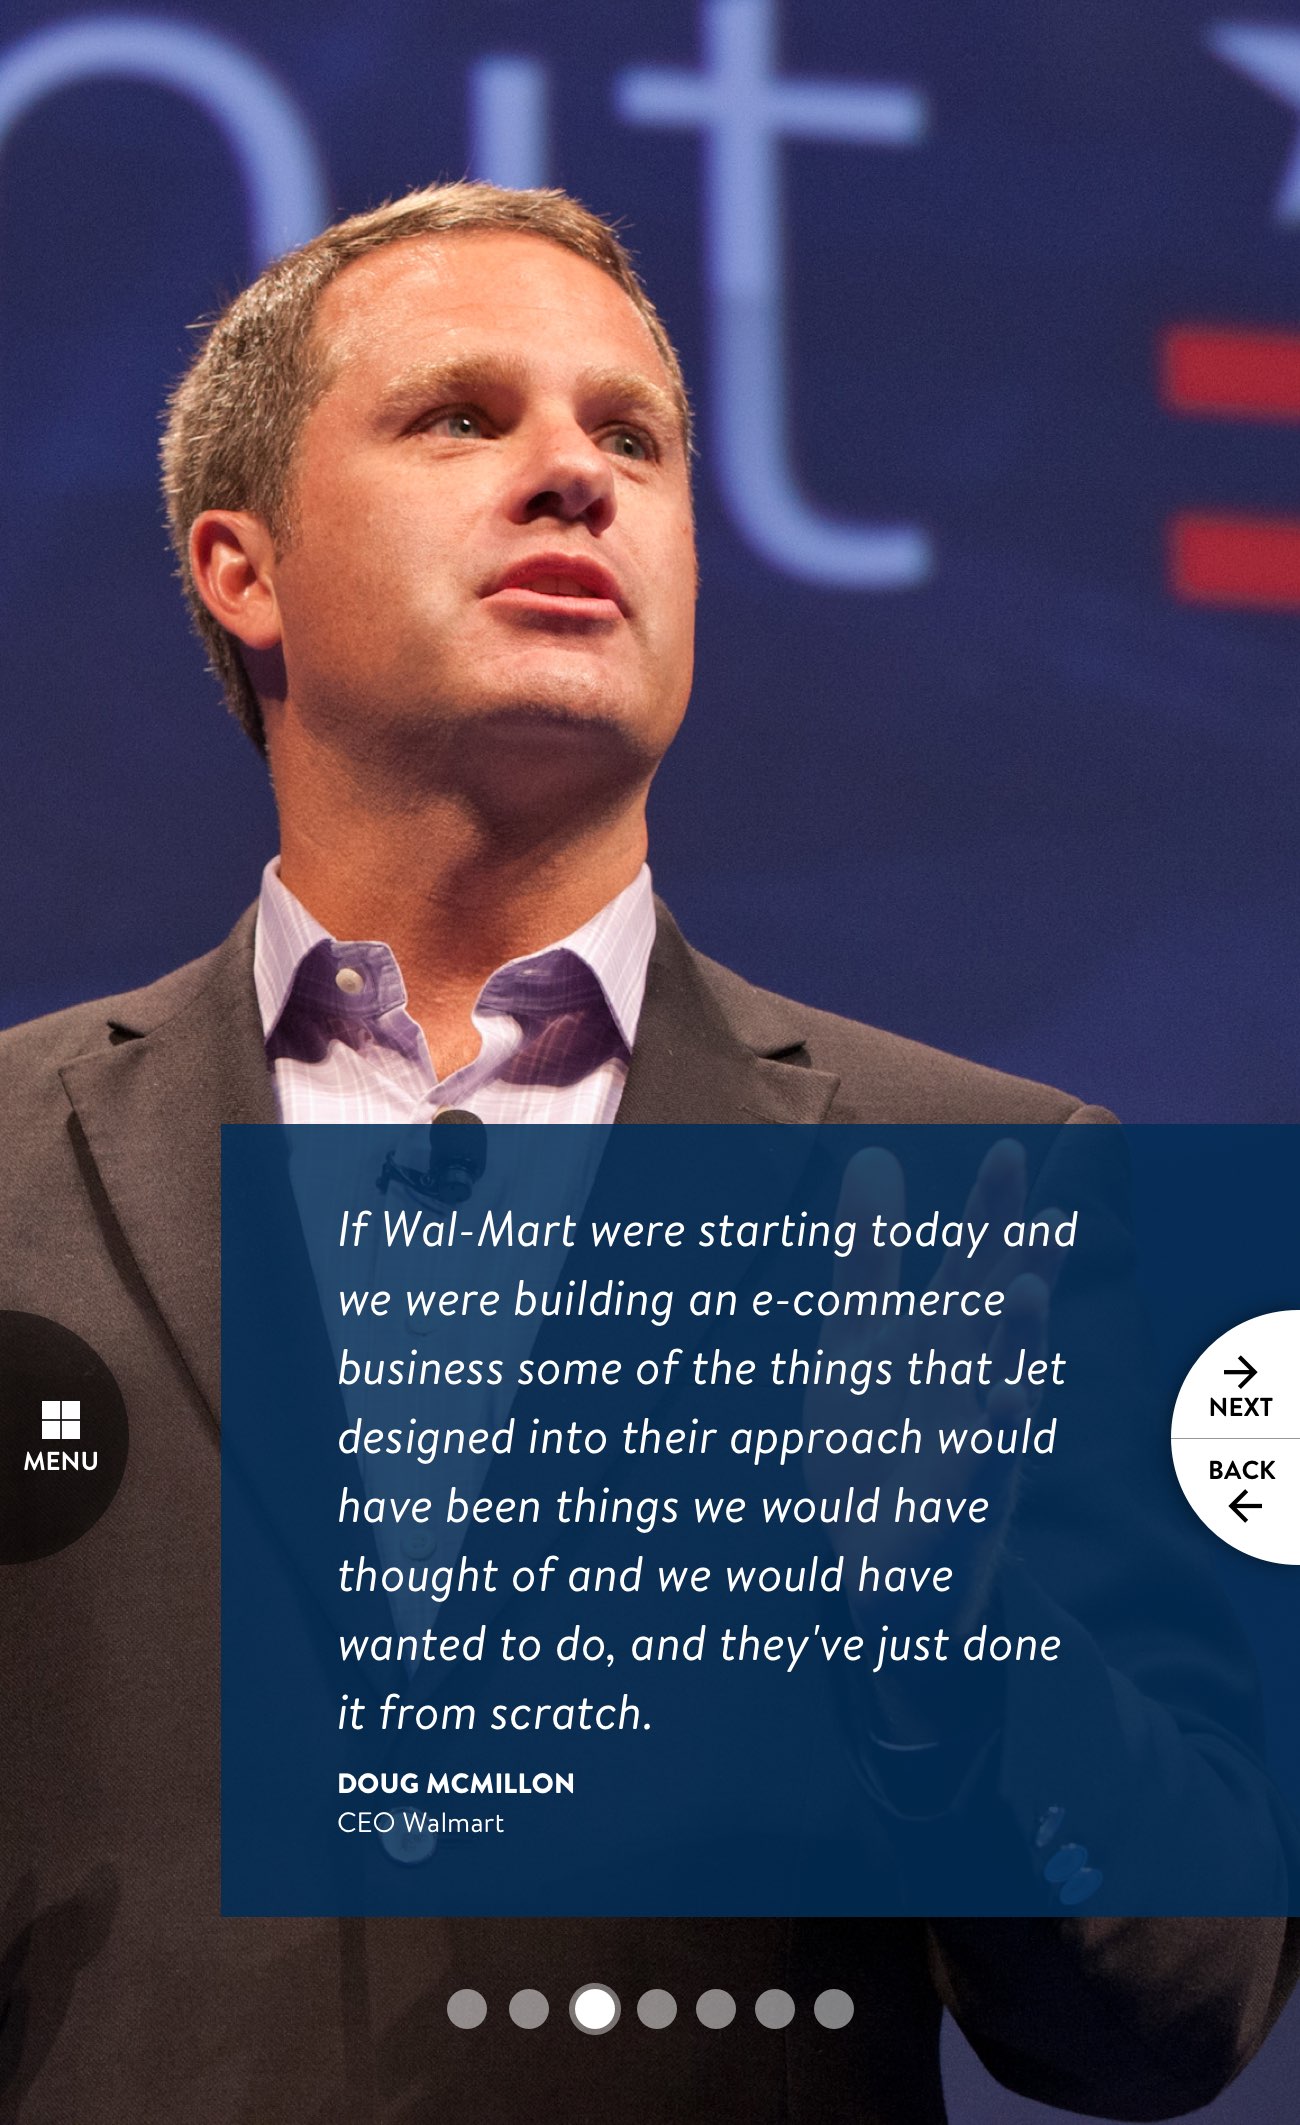 nit
If Wal-Mart were starting today and
we were building an e-commerce
business some of the things that Jet
designed into their approach would
have been things we would have
thought of and we would have
wanted to do, and they've just done
it from scratch.
DOUG MCMILLON
CEO Walmart
MENU
NEXT
BACK